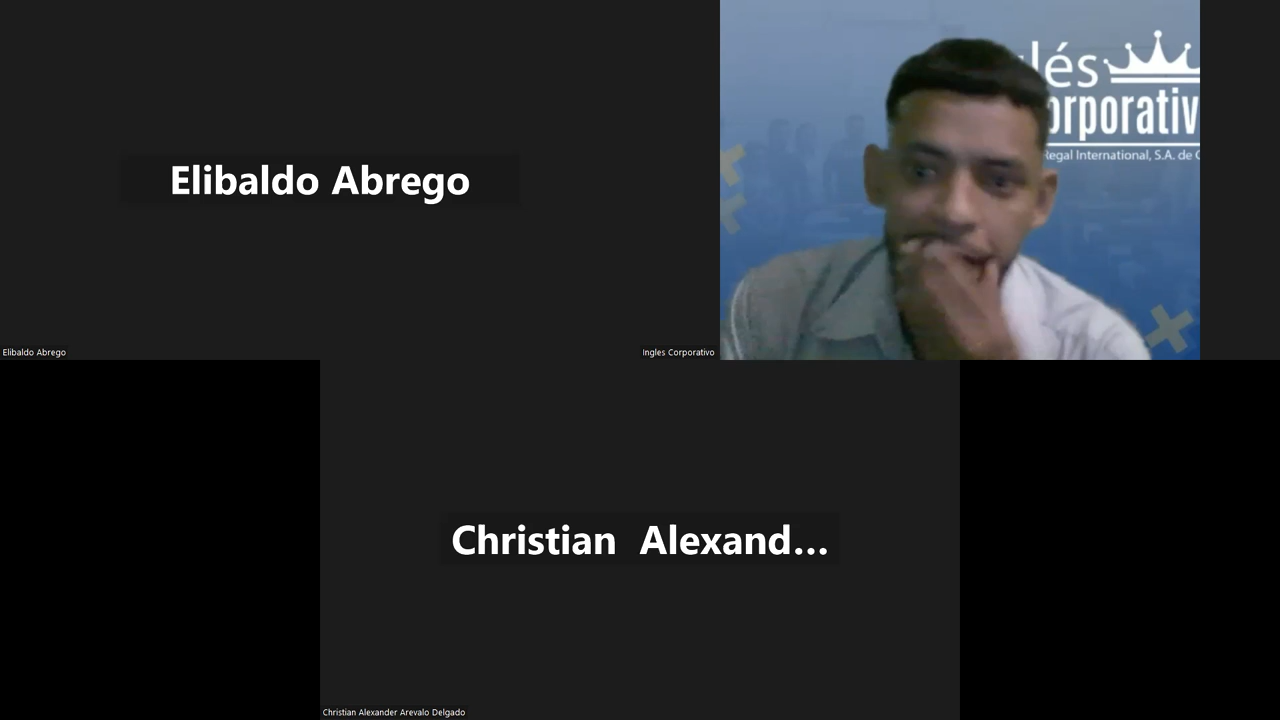 Elibaldo Abrego
lés
orporativ
Regal International, S.A. de C
Elibaldo Abrego
Ingles Corporativo
Christian Alexand...
Christian Alexander Arevalo Delgado